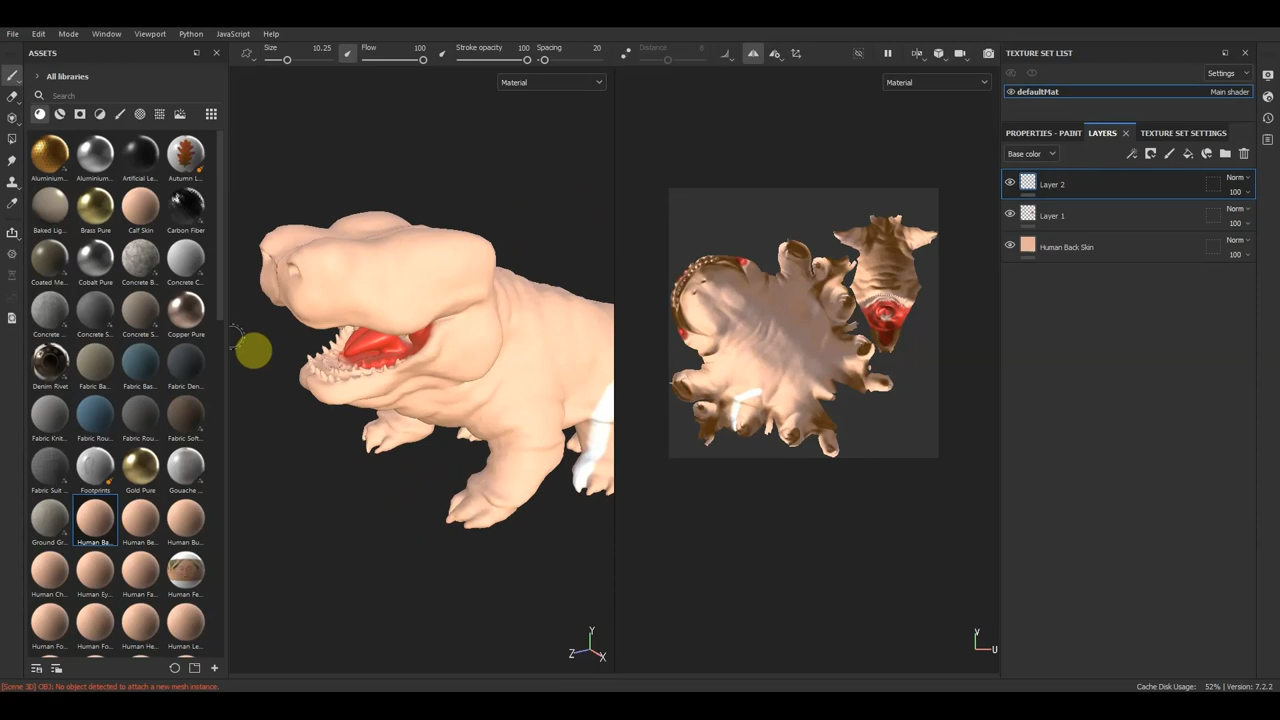 File Edit Mode Window Viewport Python JavaScript Help
ASSETS
Size 10.25 Flow 100 Stroke opacity 100 Spacing 20 Distance 8
TEXTURE SET LIST
All libraries
Search
Material
Material
Settings
defaultMat Main shader
PROPERTIES - PAINT LAYERS TEXTURE SET SETTINGS
Base color
Layer 2 Norm 100
Layer 1 Norm 100
Human Back Skin Norm 100
Aluminium... Aluminium... Artificial Le... Autumn L...
Baked Lig... Brass Pure Calf Skin Carbon Fiber
Coated Me... Cobalt Pure Concrete B... Concrete C...
Concrete ... Concrete S... Concrete S... Copper Pure
Denim Rivet Fabric Ba... Fabric Bas... Fabric Den...
Fabric Knit... Fabric Rou... Fabric Rou... Fabric Soft...
Fabric Suit ... Footprints Gold Pure Gouache ...
Ground Gr... Human Ba... Human Be... Human Bu...
Human Ch... Human Ey... Human Fa... Human Fe...
Human Fo... Human Fo... Human He... Human Le...
Y
Z X
V
U
[Scene 3D] OBJ: No object detected to attach a new mesh instance.
Cache Disk Usage: 52% | Version: 7.2.2